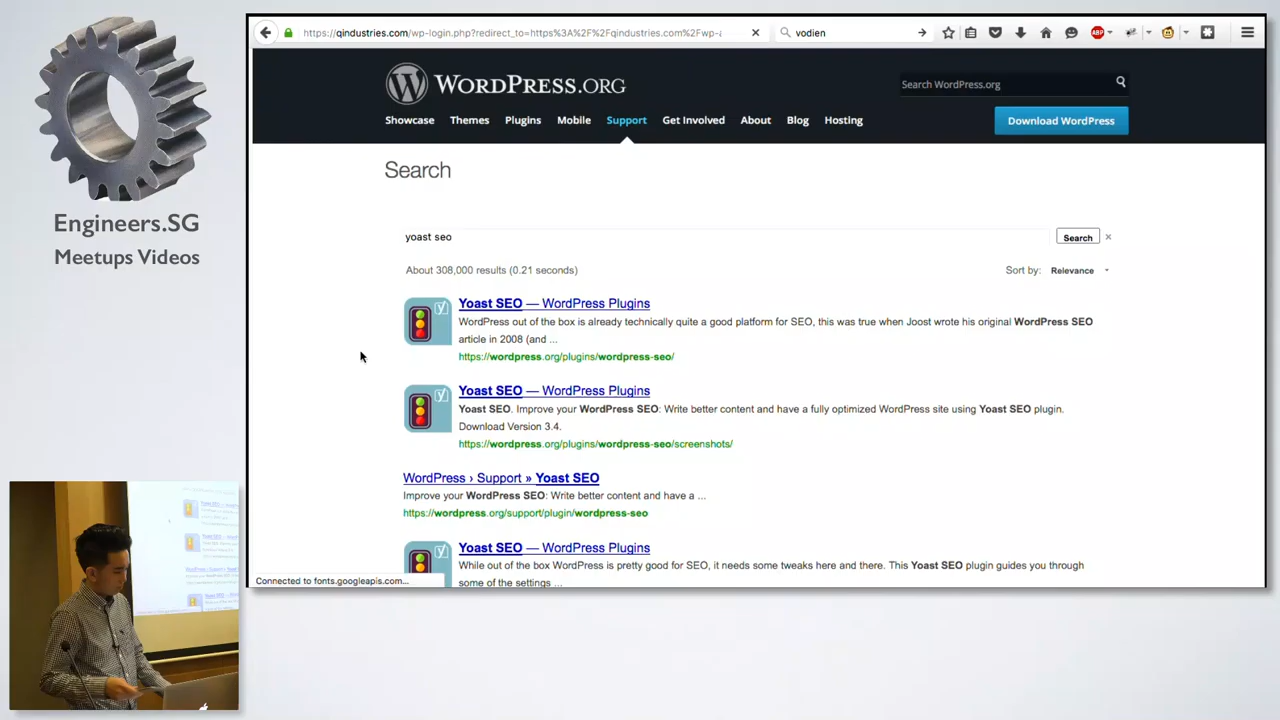 https://qindustries.com/wp-login.php?redirect_to=https%3A%2F%2Fqindustries.com%2Fwp-a
vodien
ABP
WORDPRESS.ORG
Search WordPress.org
Showcase Themes Plugins Mobile Support Get Involved About Blog Hosting
Download WordPress
Search
yoast seo
Search
About 308,000 results (0.21 seconds)
Sort by: Relevance
Yoast SEO — WordPress Plugins
WordPress out of the box is already technically quite a good platform for SEO, this was true when Joost wrote his original WordPress SEO
article in 2008 (and ...
https://wordpress.org/plugins/wordpress-seo/
Yoast SEO — WordPress Plugins
Yoast SEO. Improve your WordPress SEO: Write better content and have a fully optimized WordPress site using Yoast SEO plugin.
Download Version 3.4.
https://wordpress.org/plugins/wordpress-seo/screenshots/
WordPress › Support » Yoast SEO
Improve your WordPress SEO: Write better content and have a ...
https://wordpress.org/support/plugin/wordpress-seo
Yoast SEO — WordPress Plugins
While out of the box WordPress is pretty good for SEO, it needs some tweaks here and there. This Yoast SEO plugin guides you through
some of the settings ...
Connected to fonts.googleapis.com...
Engineers.SG
Meetups Videos